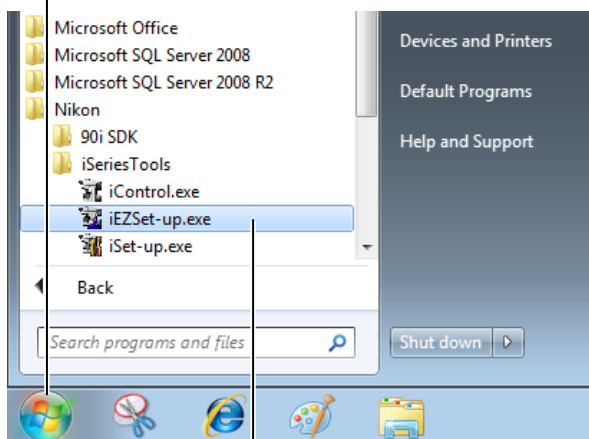 Microsoft Office
Microsoft SQL Server 2008
Microsoft SQL Server 2008 R2
Nikon
90i SDK
iSeriesTools
iControl.exe
iEZSet-up.exe
iSet-up.exe
Back
Search programs and files
Devices and Printers
Default Programs
Help and Support
Shut down